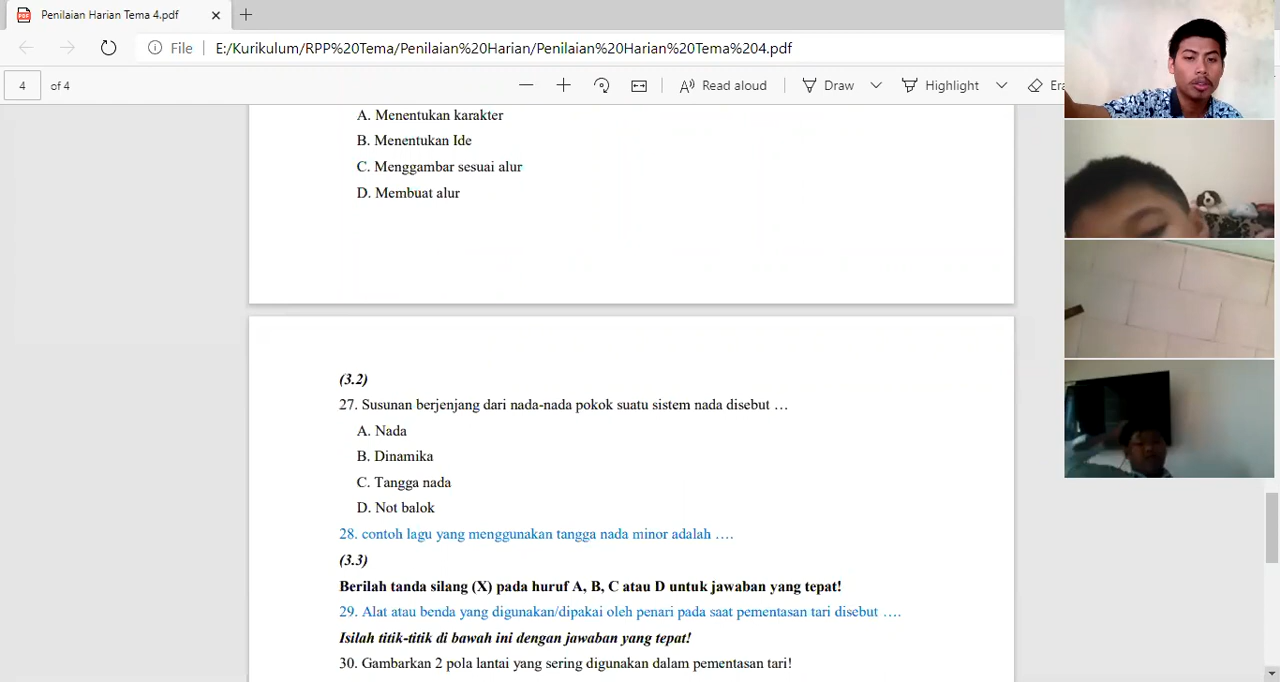 Penilaian Harian Tema 4.pdf
File E:/Kurikulum/RPP%20Tema/Penilaian%20Harian/Penilaian%20Harian%20Tema%204.pdf
4 of 4 Read aloud Draw Highlight Era
A. Menentukan karakter
B. Menentukan Ide
C. Menggambar sesuai alur
D. Membuat alur
(3.2)
27. Susunan berjenjang dari nada-nada pokok suatu sistem nada disebut …
A. Nada
B. Dinamika
C. Tangga nada
D. Not balok
28. contoh lagu yang menggunakan tangga nada minor adalah ….
(3.3)
Berilah tanda silang (X) pada huruf A, B, C atau D untuk jawaban yang tepat!
29. Alat atau benda yang digunakan/dipakai oleh penari pada saat pementasan tari disebut ….
Isilah titik-titik di bawah ini dengan jawaban yang tepat!
30. Gambarkan 2 pola lantai yang sering digunakan dalam pementasan tari!